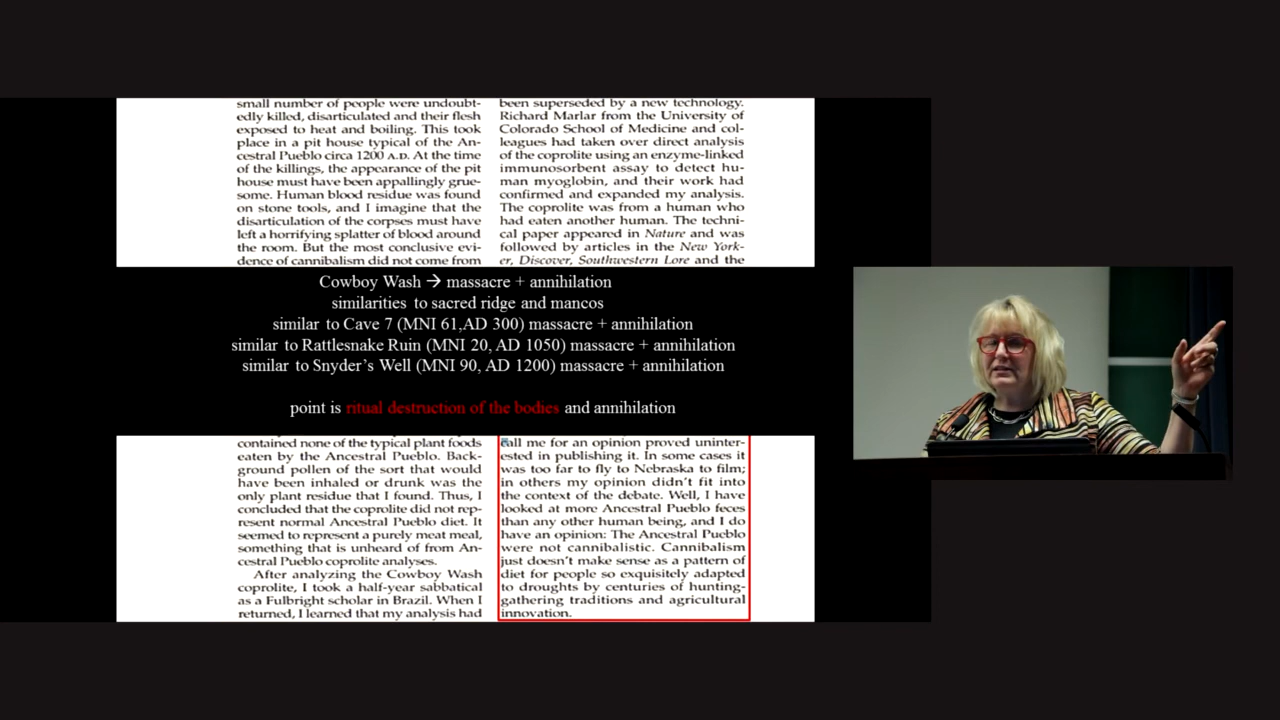 small number of people were undoubt-
edly killed, disarticulated and their flesh
exposed to heat and boiling. This took
place in a pit house typical of the An-
cestral Pueblo circa 1200 A.D. At the time
of the killings, the appearance of the pit
house must have been appallingly grue-
some. Human blood residue was found
on stone tools, and I imagine that the
disarticulation of the corpses must have
left a horrifying splatter of blood around
the room. But the most conclusive evi-
dence of cannibalism did not come from
been superseded by a new technology.
Richard Marlar from the University of
Colorado School of Medicine and col-
leagues had taken over direct analysis
of the coprolite using an enzyme-linked
immunosorbent assay to detect hu-
man myoglobin, and their work had
confirmed and expanded my analysis.
The coprolite was from a human who
had eaten another human. The techni-
cal paper appeared in Nature and was
followed by articles in the New York-
er, Discover, Southwestern Lore and the
Cowboy Wash → massacre + annihilation
similarities to sacred ridge and mancos
similar to Cave 7 (MNI 61,AD 300) massacre + annihilation
similar to Rattlesnake Ruin (MNI 20, AD 1050) massacre + annihilation
similar to Snyder's Well (MNI 90, AD 1200) massacre + annihilation
point is ritual destruction of the bodies and annihilation
contained none of the typical plant foods
eaten by the Ancestral Pueblo. Back-
ground pollen of the sort that would
have been inhaled or drunk was the
only plant residue that I found. Thus, I
concluded that the coprolite did not rep-
resent normal Ancestral Pueblo diet. It
seemed to represent a purely meat meal,
something that is unheard of from An-
cestral Pueblo coprolite analyses.
After analyzing the Cowboy Wash
coprolite, I took a half-year sabbatical
as a Fulbright scholar in Brazil. When I
returned, I learned that my analysis had
call me for an opinion proved uninter-
ested in publishing it. In some cases it
was too far to fly to Nebraska to film;
in others my opinion didn't fit into
the context of the debate. Well, I have
looked at more Ancestral Pueblo feces
than any other human being, and I do
have an opinion: The Ancestral Pueblo
were not cannibalistic. Cannibalism
just doesn't make sense as a pattern of
diet for people so exquisitely adapted
to droughts by centuries of hunting-
gathering traditions and agricultural
innovation.